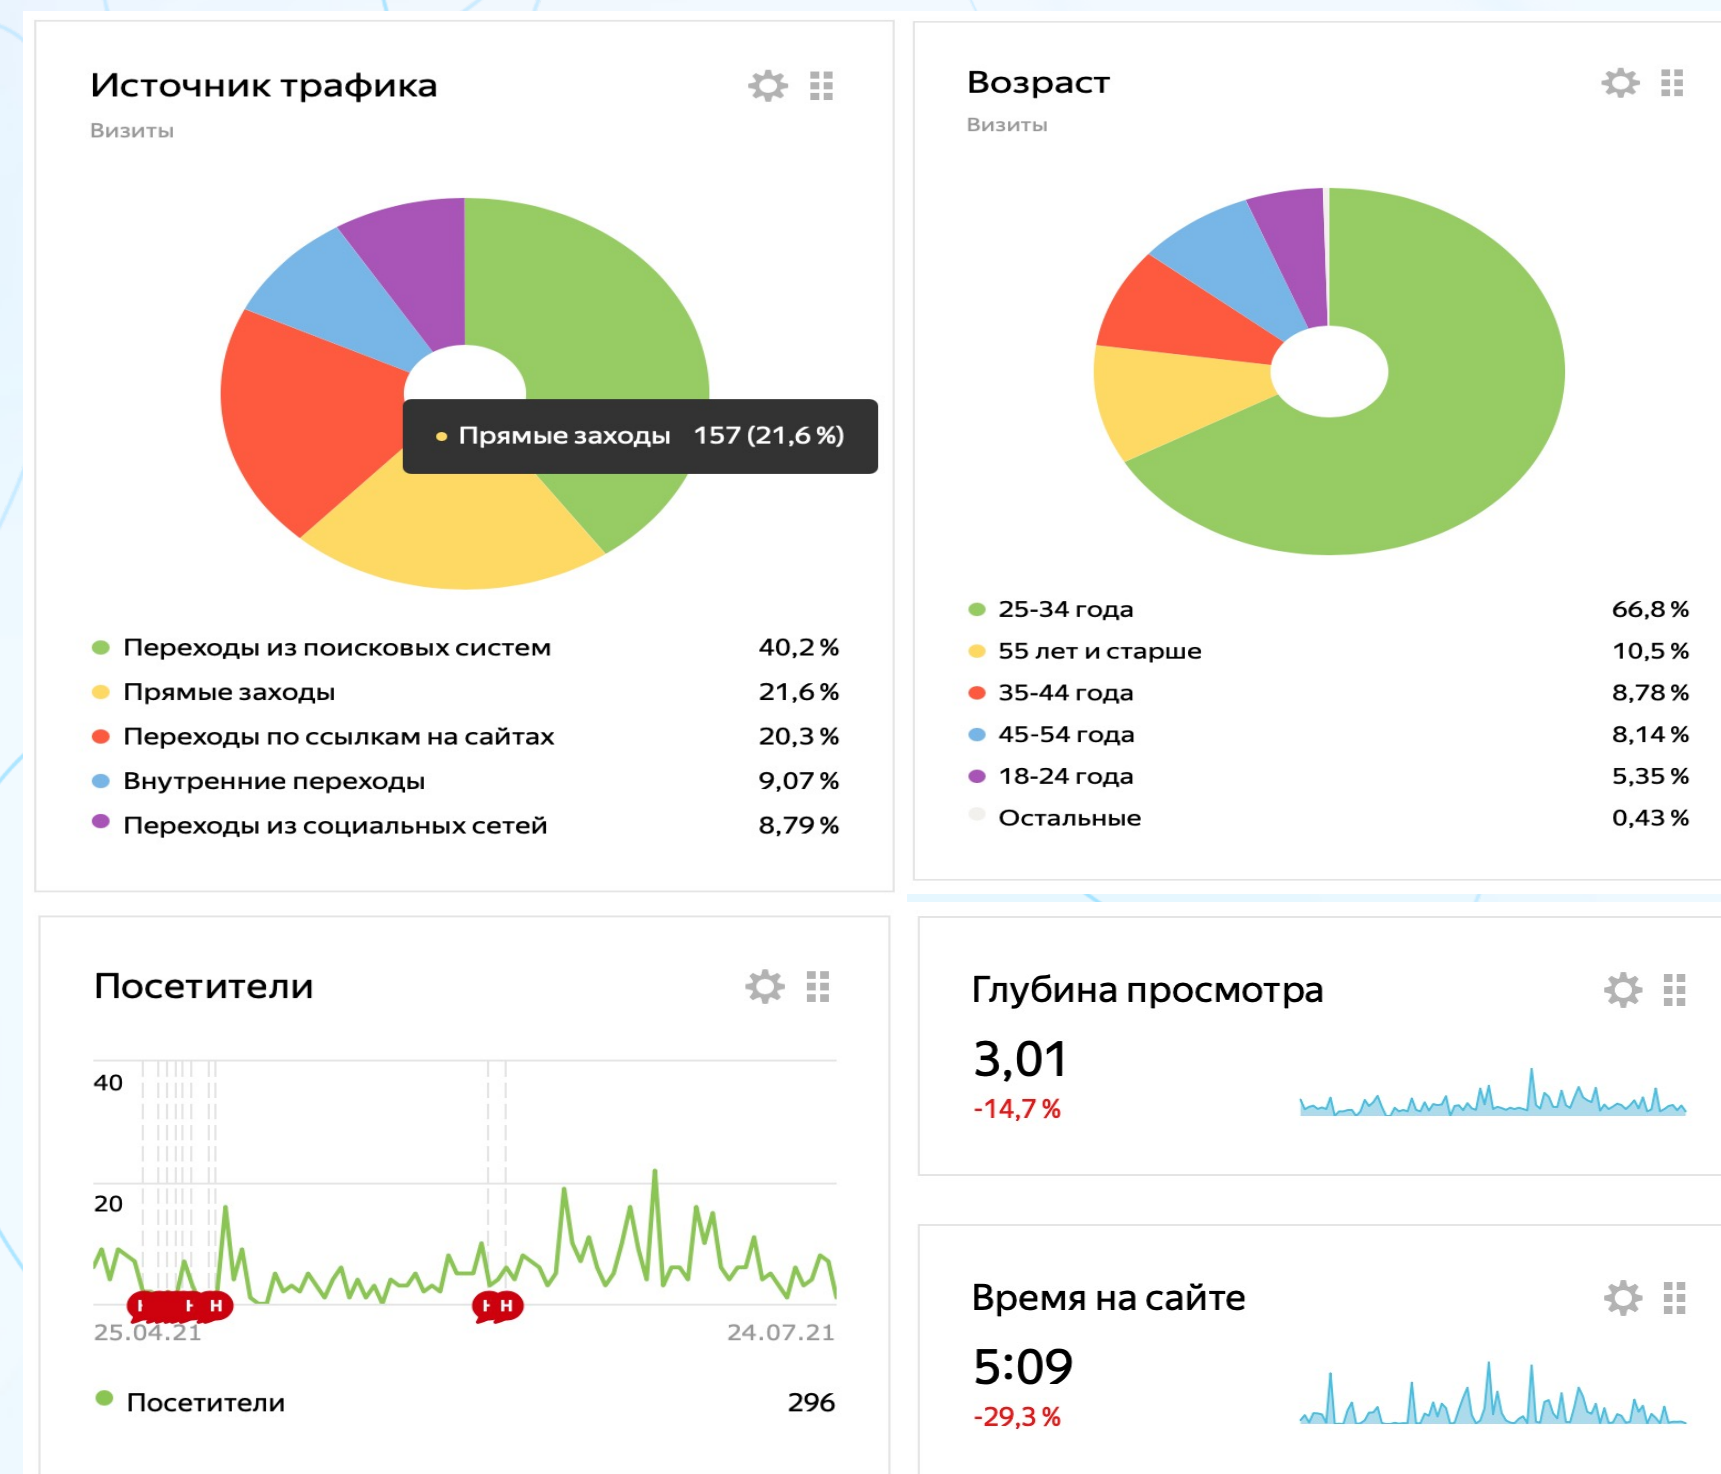 Источник трафика
Визиты
Прямые заходы 157 (21,6 %)
Переходы из поисковых систем 40,2 %
Прямые заходы 21,6 %
Переходы по ссылкам на сайтах 20,3 %
Внутренние переходы 9,07 %
Переходы из социальных сетей 8,79 %
Возраст
Визиты
25-34 года 66,8 %
55 лет и старше 10,5 %
35-44 года 8,78 %
45-54 года 8,14 %
18-24 года 5,35 %
Остальные 0,43 %
Посетители
40
20
Н Н
25.04.21 24.07.21
Посетители 296
Глубина просмотра
3,01
-14,7 %
Время на сайте
5:09
-29,3 %